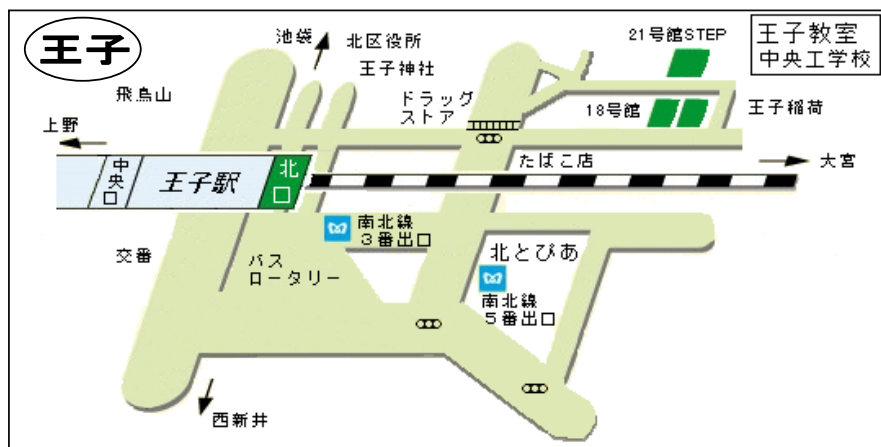 王子
池袋
北区役所
王子神社
21号館STEP
王子教室
中央工学校
飛鳥山
ドラッグ
ストア
18号館
王子稲荷
上野
中央口
王子駅
北口
たばこ店
大宮
南北線
3番出口
北とぴあ
交番
バス
ロータリー
南北線
5番出口
西新井